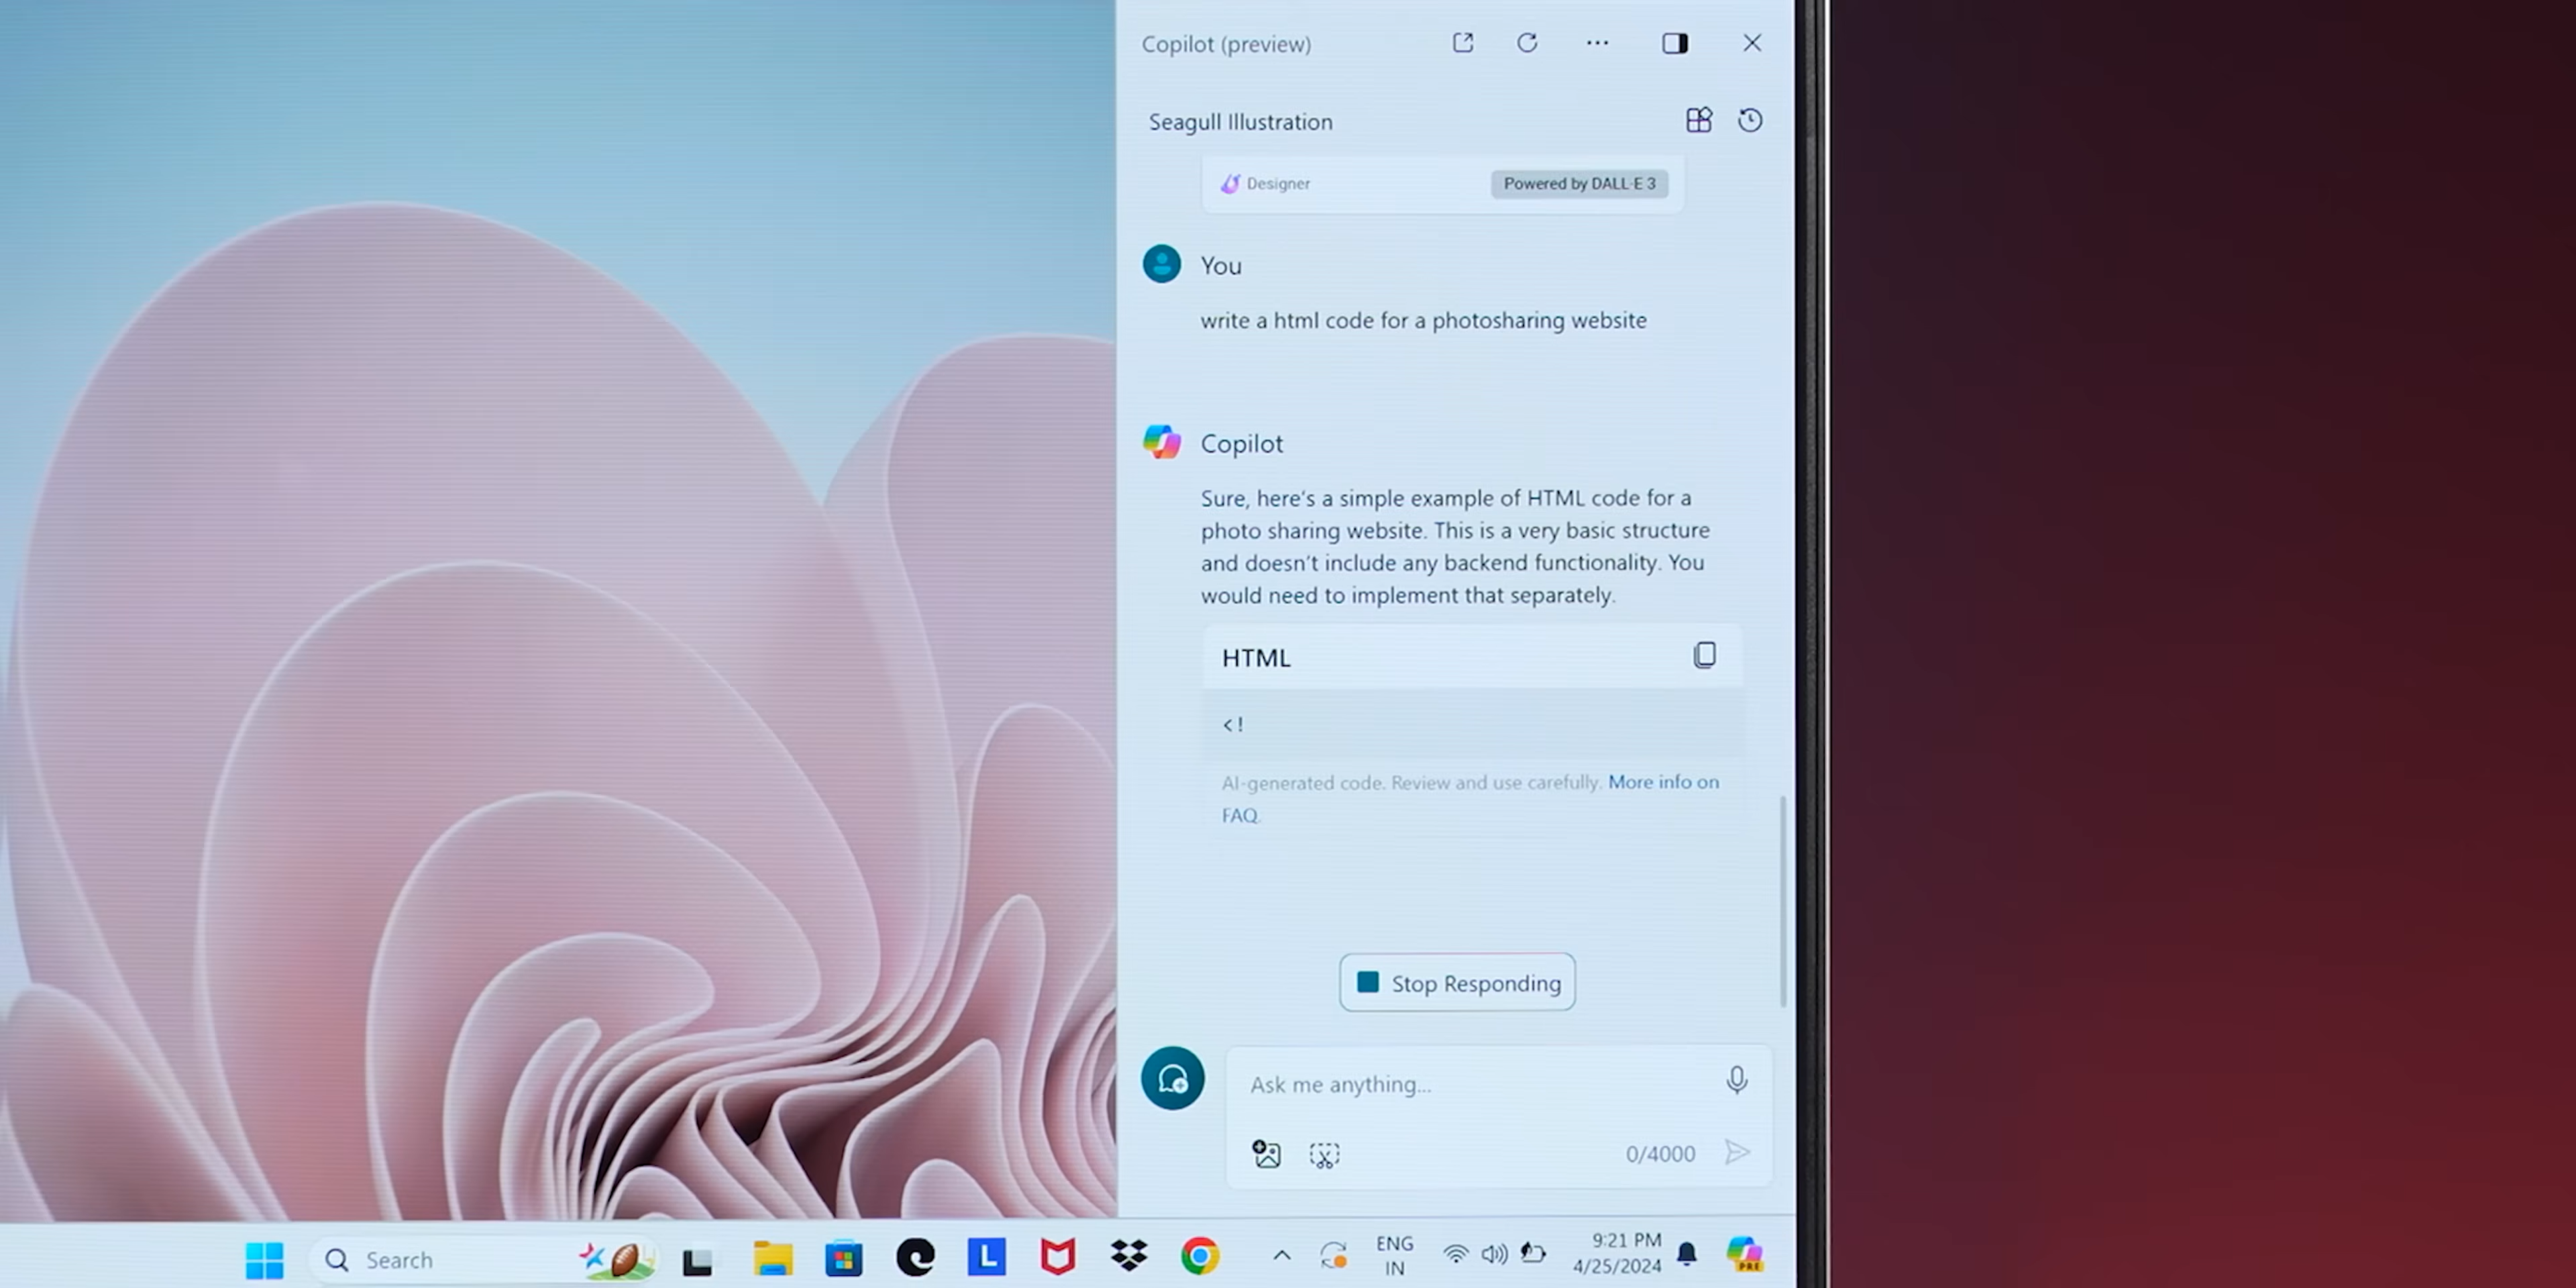 Copilot (preview)
Seagull Illustration
Designer
Powered by DALL·E 3
You
write a html code for a photosharing website
Copilot
Sure, here's a simple example of HTML code for a
photo sharing website. This is a very basic structure
and doesn't include any backend functionality. You
would need to implement that separately.
HTML
<!
AI-generated code. Review and use carefully. More info on
FAQ.
Stop Responding
Ask me anything...
0/4000
Search
L
ENG
IN
9:21 PM
4/25/2024
PRE